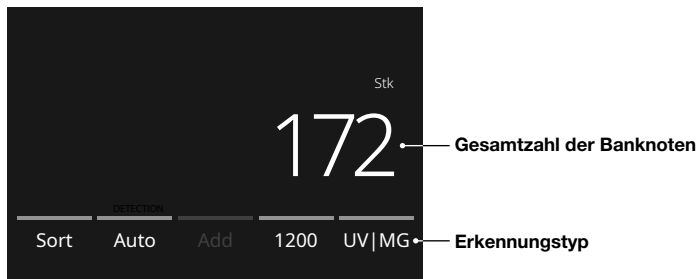 Stk
172
Gesamtzahl der Banknoten
DETECTION
Sort Auto Add 1200 UV|MG
Erkennungstyp